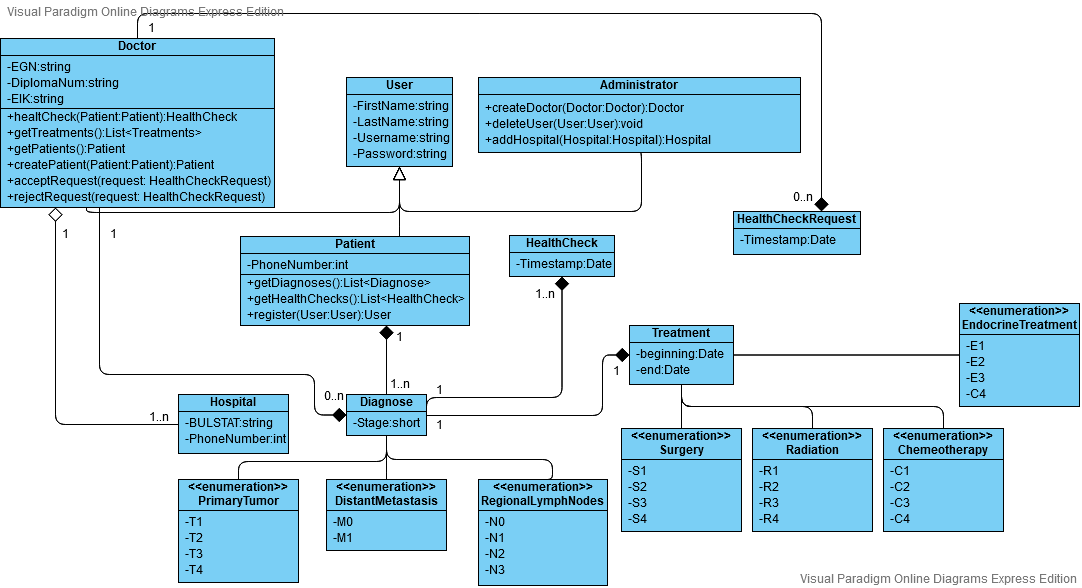 Visual Paradigm Online Diagrams Express Edition
1
Doctor
-EGN:string
-DiplomaNum:string
-EIK:string
+healtCheck(Patient:Patient):HealthCheck
+getTreatments():List<Treatments>
+getPatients():Patient
+createPatient(Patient:Patient):Patient
+acceptRequest(request: HealthCheckRequest)
+rejectRequest(request: HealthCheckRequest)
User
-FirstName:string
-LastName:string
-Username:string
-Password:string
Administrator
+createDoctor(Doctor:Doctor):Doctor
+deleteUser(User:User):void
+addHospital(Hospital:Hospital):Hospital
0..n
HealthCheckRequest
-Timestamp:Date
1
1
Patient
-PhoneNumber:int
+getDiagnoses():List<Diagnose>
+getHealthChecks():List<HealthCheck>
+register(User:User):User
HealthCheck
-Timestamp:Date
1..n
1
1..n
Treatment
-beginning:Date
-end:Date
1
<<enumeration>>
EndocrineTreatment
-E1
-E2
-E3
-C4
1..n
Hospital
-BULSTAT:string
-PhoneNumber:int
0..n
Diagnose
-Stage:short
1
1
<<enumeration>>
PrimaryTumor
-T1
-T2
-T3
-T4
<<enumeration>>
DistantMetastasis
-M0
-M1
<<enumeration>>
RegionalLymphNodes
-N0
-N1
-N2
-N3
<<enumeration>>
Surgery
-S1
-S2
-S3
-S4
<<enumeration>>
Radiation
-R1
-R2
-R3
-R4
<<enumeration>>
Chemeotherapy
-C1
-C2
-C3
-C4
Visual Paradigm Online Diagrams Express Edition